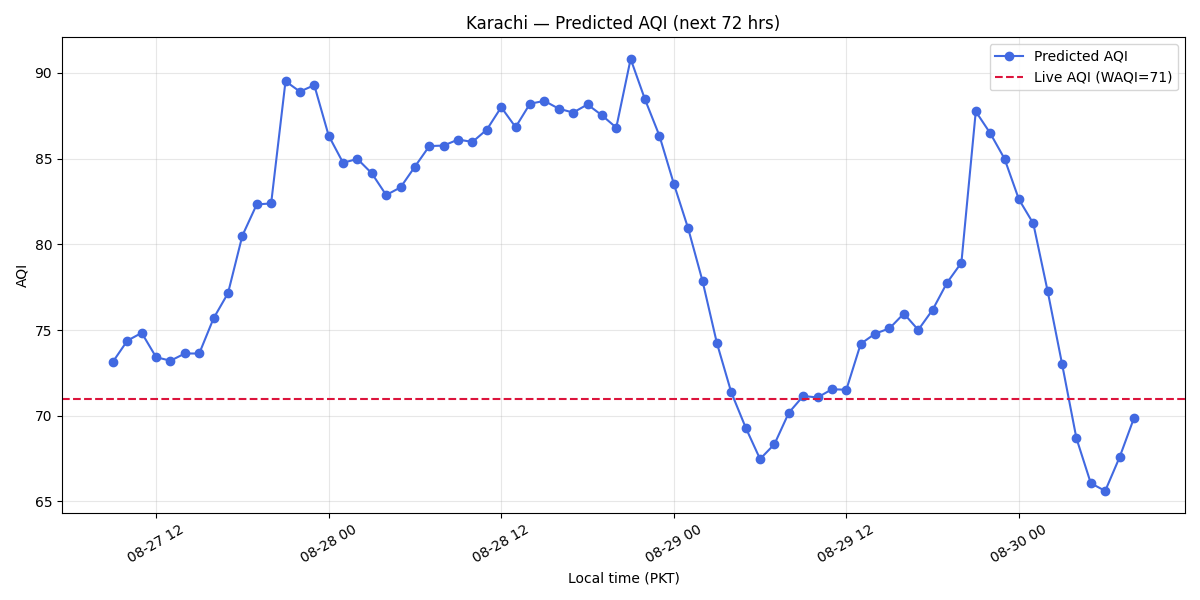 Karachi — Predicted AQI (next 72 hrs)
Predicted AQI
Live AQI (WAQI=71)
AQI
90
85
80
75
70
65
08-27 12
08-28 00
08-28 12
08-29 00
08-29 12
08-30 00
Local time (PKT)